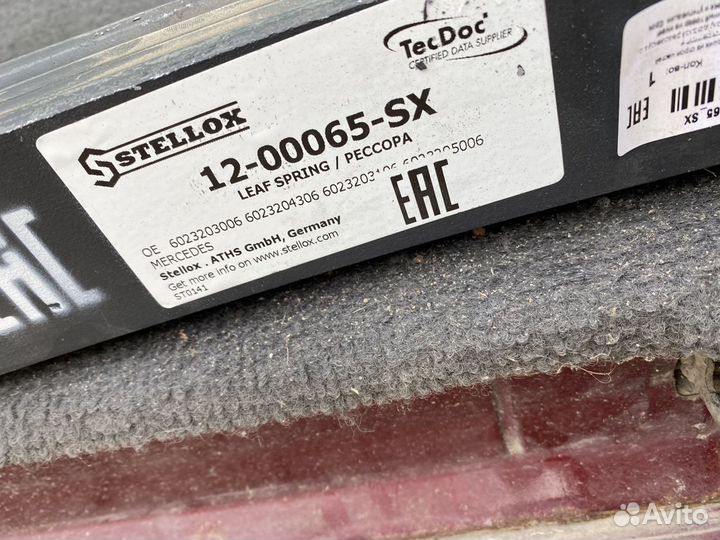 STELLOX
TecDoc
CERTIFIED DATA SUPPLIER
12-00065-SX
LEAF SPRING / РЕССОРА
OE 6023203006 6023204306 6023203106 6023205006
MERCEDES
Stellox . ATHS GmbH, Germany
Get more info on www.stellox.com
ST0141
EAC
EAC
Кол-во:
1
65_SX
EAC
Avito